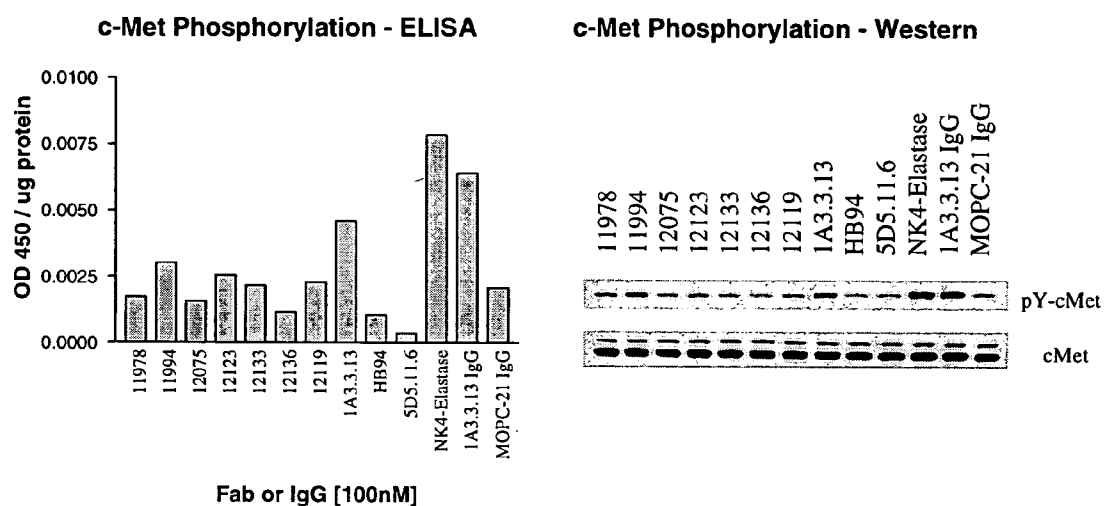 c-Met Phosphorylation - ELISA
OD 450 / ug protein
0.0100
0.0075
0.0050
0.0025
0.0000
11978
11994
12075
12123
12133
12136
12119
1A3.3.13
HB94
5D5.11.6
NK4-Elastase
1A3.3.13 IgG
MOPC-21 IgG
Fab or IgG [100nM]
c-Met Phosphorylation - Western
11978
11994
12075
12123
12133
12136
12119
1A3.3.13
HB94
5D5.11.6
NK4-Elastase
1A3.3.13 IgG
MOPC-21 IgG
pY-cMet
cMet